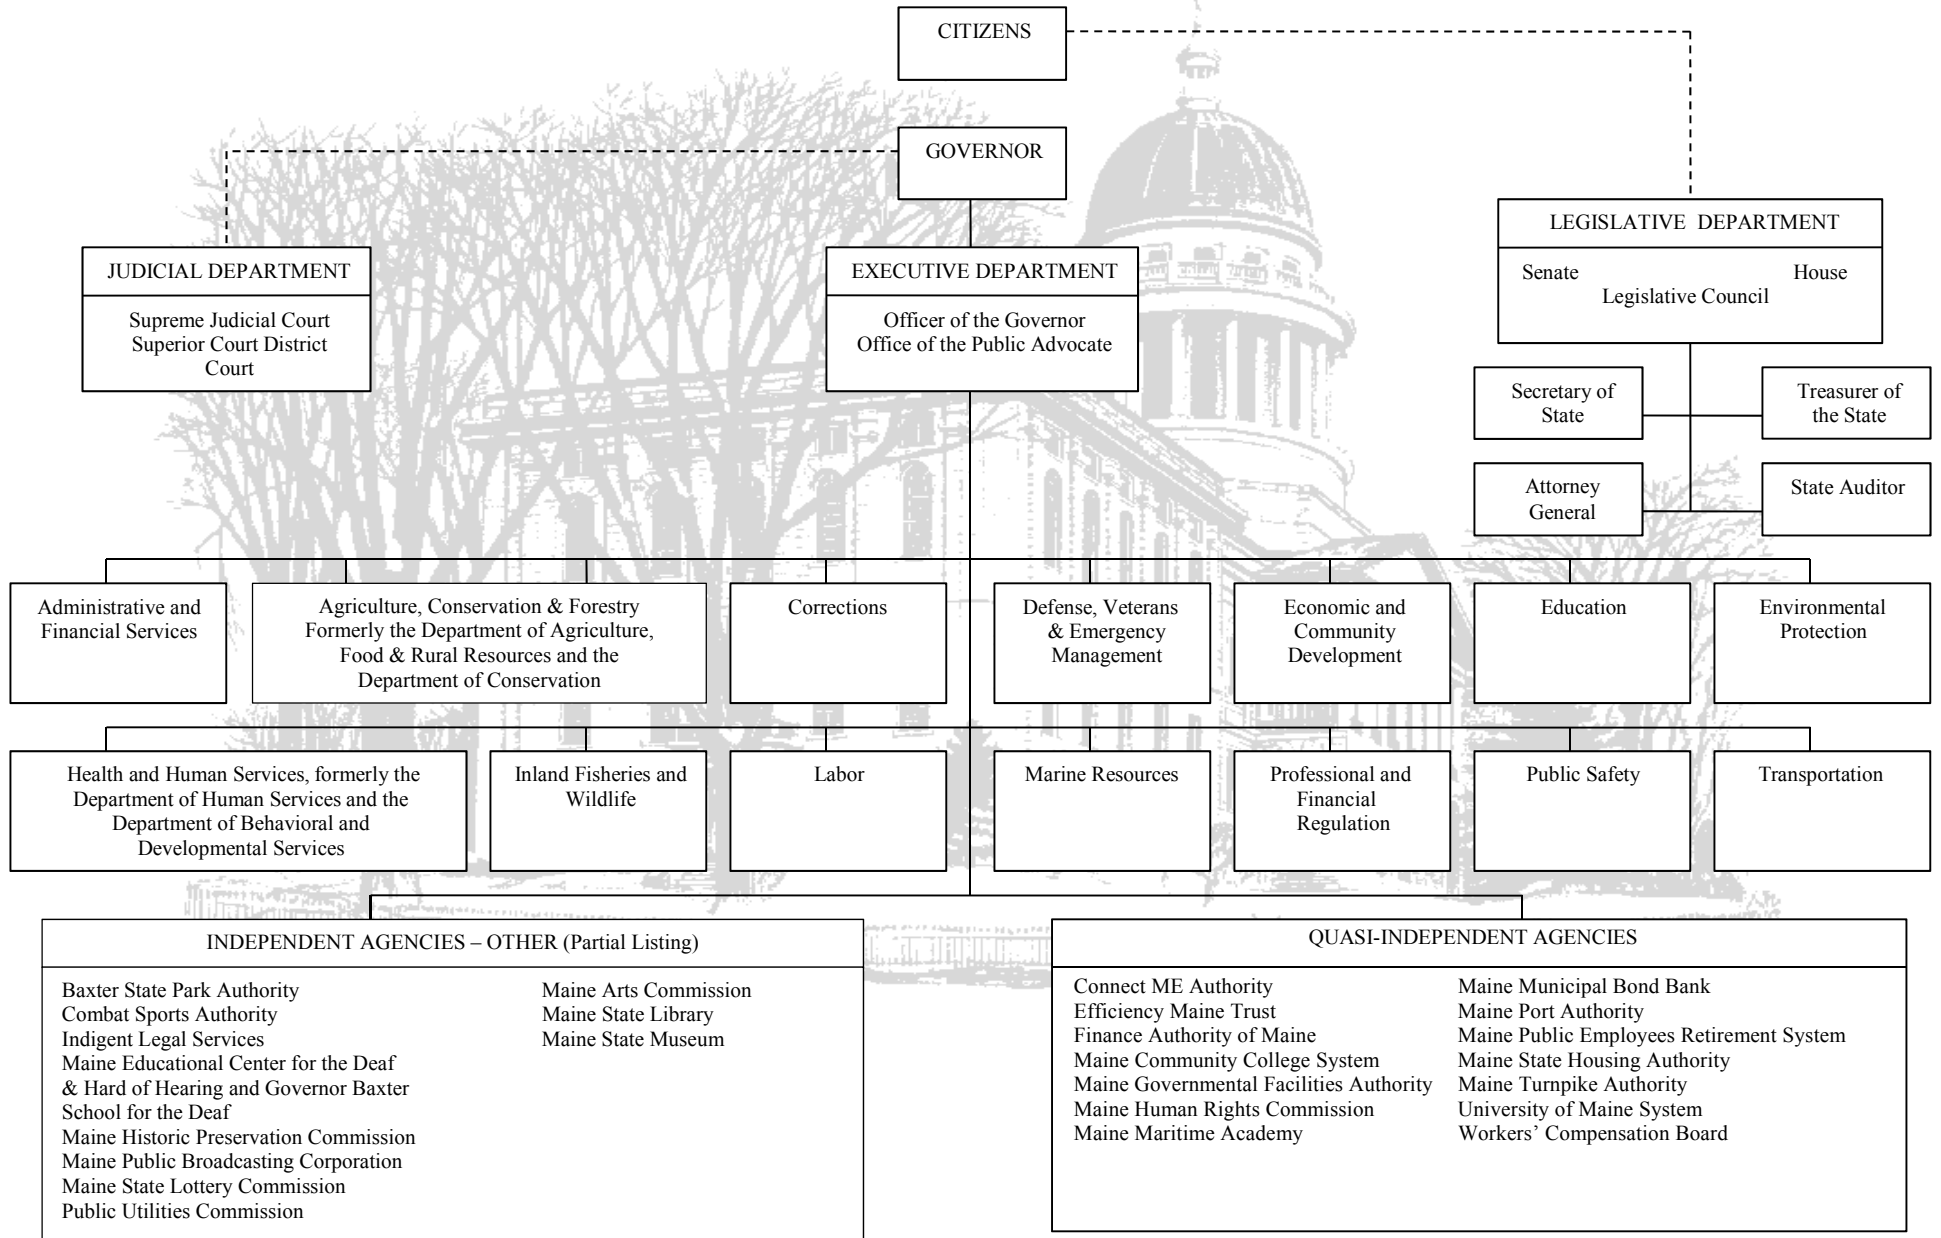 CITIZENS
GOVERNOR
LEGISLATIVE DEPARTMENT
Senate House
Legislative Council
JUDICIAL DEPARTMENT
Supreme Judicial Court
Superior Court District
Court
EXECUTIVE DEPARTMENT
Officer of the Governor
Office of the Public Advocate
Secretary of
State
Treasurer of
the State
Attorney
General
State Auditor
Administrative and
Financial Services
Agriculture, Conservation & Forestry
Formerly the Department of Agriculture,
Food & Rural Resources and the
Department of Conservation
Corrections
Defense, Veterans
& Emergency
Management
Economic and
Community
Development
Education
Environmental
Protection
Health and Human Services, formerly the
Department of Human Services and the
Department of Behavioral and
Developmental Services
Inland Fisheries and
Wildlife
Labor
Marine Resources
Professional and
Financial
Regulation
Public Safety
Transportation
INDEPENDENT AGENCIES – OTHER (Partial Listing)
Baxter State Park Authority
Combat Sports Authority
Indigent Legal Services
Maine Educational Center for the Deaf
& Hard of Hearing and Governor Baxter
School for the Deaf
Maine Historic Preservation Commission
Maine Public Broadcasting Corporation
Maine State Lottery Commission
Public Utilities Commission
Maine Arts Commission
Maine State Library
Maine State Museum
QUASI-INDEPENDENT AGENCIES
Connect ME Authority
Efficiency Maine Trust
Finance Authority of Maine
Maine Community College System
Maine Governmental Facilities Authority
Maine Human Rights Commission
Maine Maritime Academy
Maine Municipal Bond Bank
Maine Port Authority
Maine Public Employees Retirement System
Maine State Housing Authority
Maine Turnpike Authority
University of Maine System
Workers’ Compensation Board